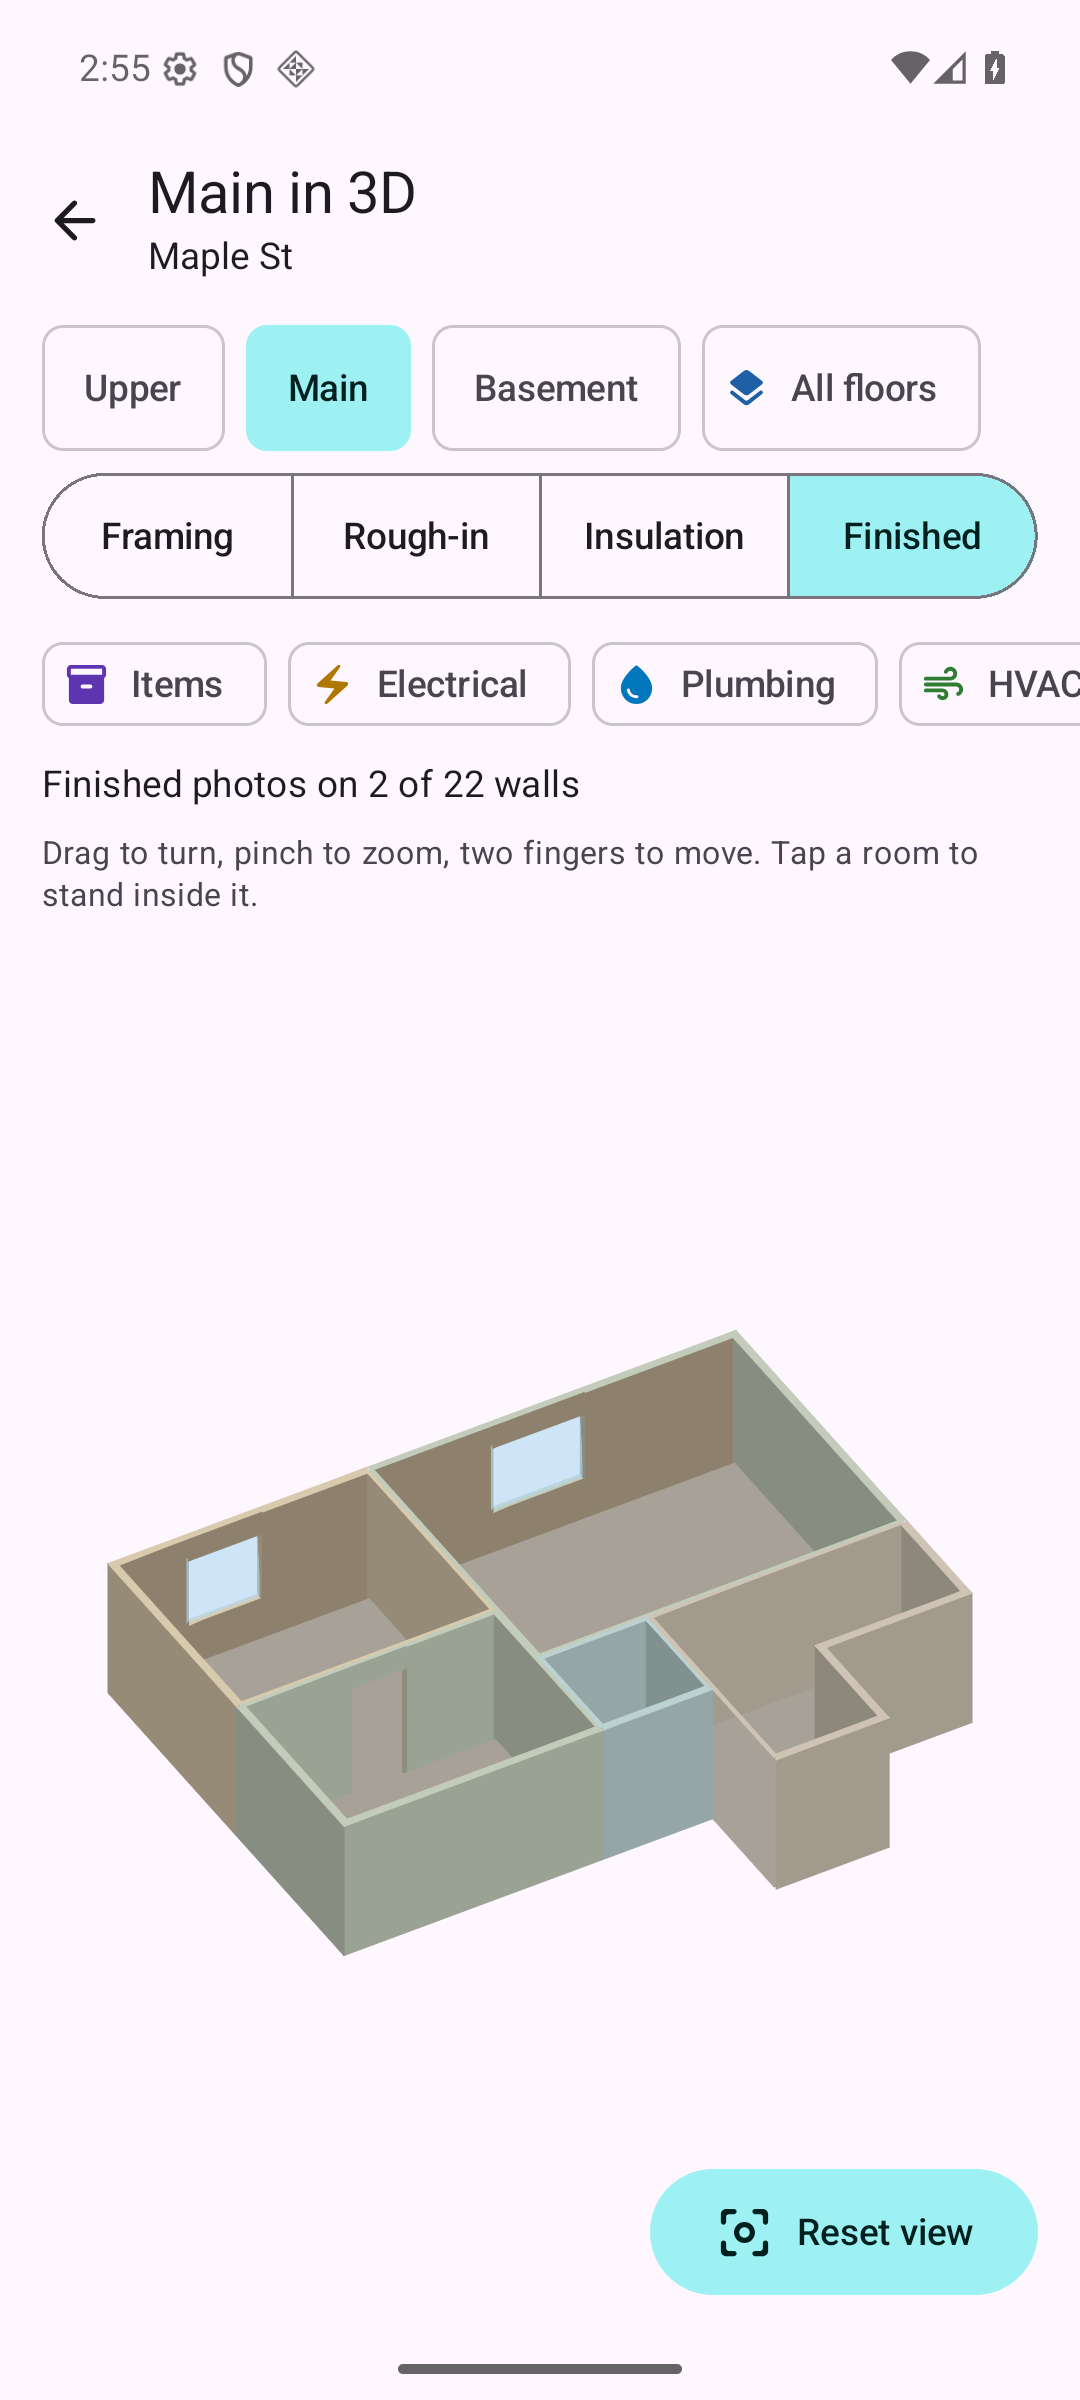 2:55
Main in 3D
Maple St
Upper
Main
Basement
All floors
Framing
Rough-in
Insulation
Finished
Items
Electrical
Plumbing
HVAC
Finished photos on 2 of 22 walls
Drag to turn, pinch to zoom, two fingers to move. Tap a room to
stand inside it.
Reset view